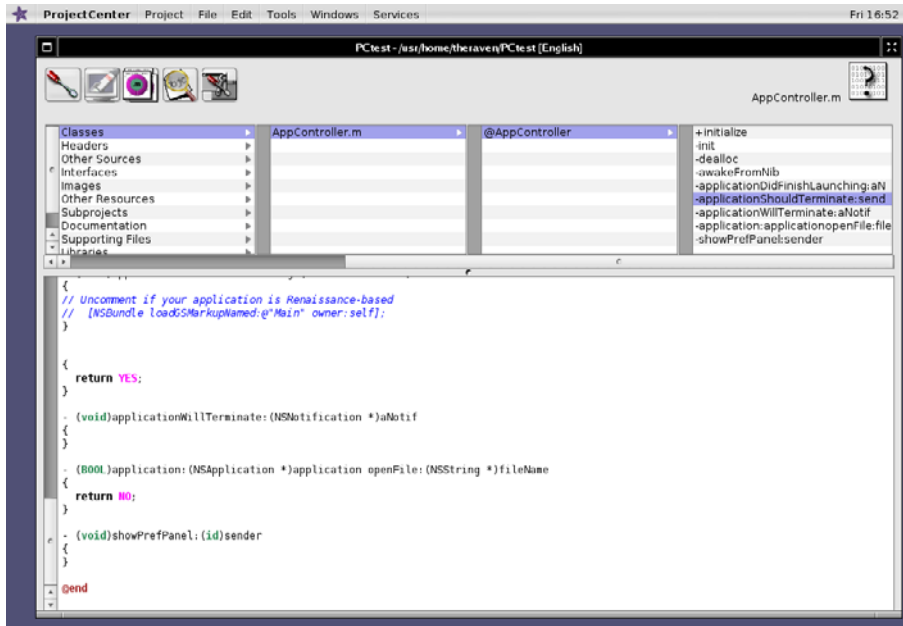 ProjectCenter Project File Edit Tools Windows Services Fri 16:52
PCtest - /usr/home/theraven/PCtest [English]
AppController.m
Classes
Headers
Other Sources
Interfaces
Images
Other Resources
Subprojects
Documentation
Supporting Files
Libraries
AppController.m
@AppController
+initialize
-init
-dealloc
-awakeFromNib
-applicationDidFinishLaunching:aN
-applicationShouldTerminate:send
-applicationWillTerminate:aNotif
-application:applicationopenFile:file
-showPrefPanel:sender
{
// Uncomment if your application is Renaissance-based
//  [NSBundle loadGSMarkupNamed:@"Main" owner:self];
}
{
  return YES;
}
- (void)applicationWillTerminate:(NSNotification *)aNotif
{
}
- (BOOL)application:(NSApplication *)application openFile:(NSString *)fileName
{
  return NO;
}
- (void)showPrefPanel:(id)sender
{
}
@end